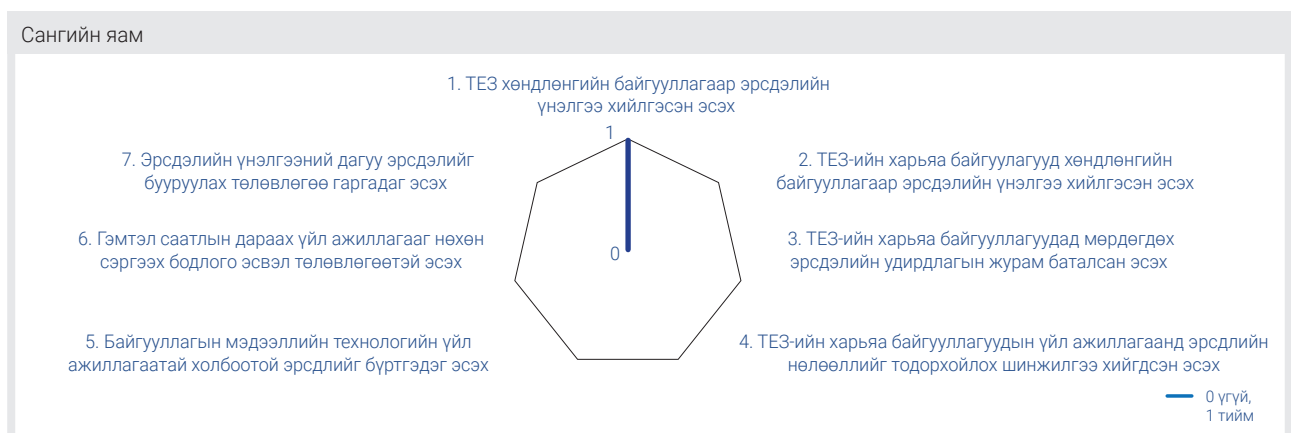 Сангийн яам
1. ТЕЗ хөндлөнгийн байгууллагаар эрсдэлийн
үнэлгээ хийлгэсэн эсэх
1
7. Эрсдэлийн үнэлгээний дагуу эрсдэлийг
бууруулах төлөвлөгөө гаргадаг эсэх
2. ТЕЗ-ийн харьяа байгуулагууд хөндлөнгийн
байгууллагаар эрсдэлийн үнэлгээ хийлгэсэн эсэх
6. Гэмтэл саатлын дараах үйл ажиллагааг нөхөн
сэргээх бодлого эсвэл төлөвлөгөөтэй эсэх
0
3. ТЕЗ-ийн харьяа байгууллагуудад мөрдөгдөх
эрсдэлийн удирдлагын журам баталсан эсэх
5. Байгууллагын мэдээллийн технологийн үйл
ажиллагаатай холбоотой эрсдлийг бүртгэдэг эсэх
4. ТЕЗ-ийн харьяа байгууллагуудын үйл ажиллагаанд эрсдлийн
нөлөөллийг тодорхойлох шинжилгээ хийгдсэн эсэх
0 үгүй,
1 тийм